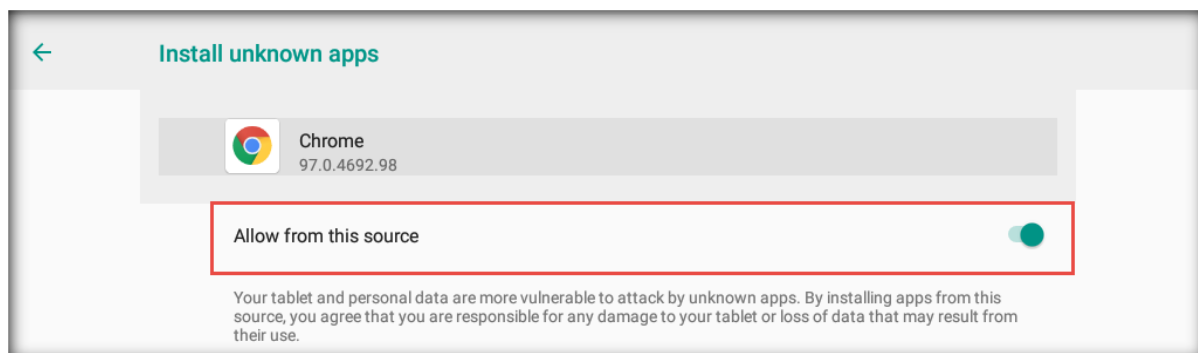 Install unknown apps
Chrome
97.0.4692.98
Allow from this source
Your tablet and personal data are more vulnerable to attack by unknown apps. By installing apps from this
source, you agree that you are responsible for any damage to your tablet or loss of data that may result from
their use.